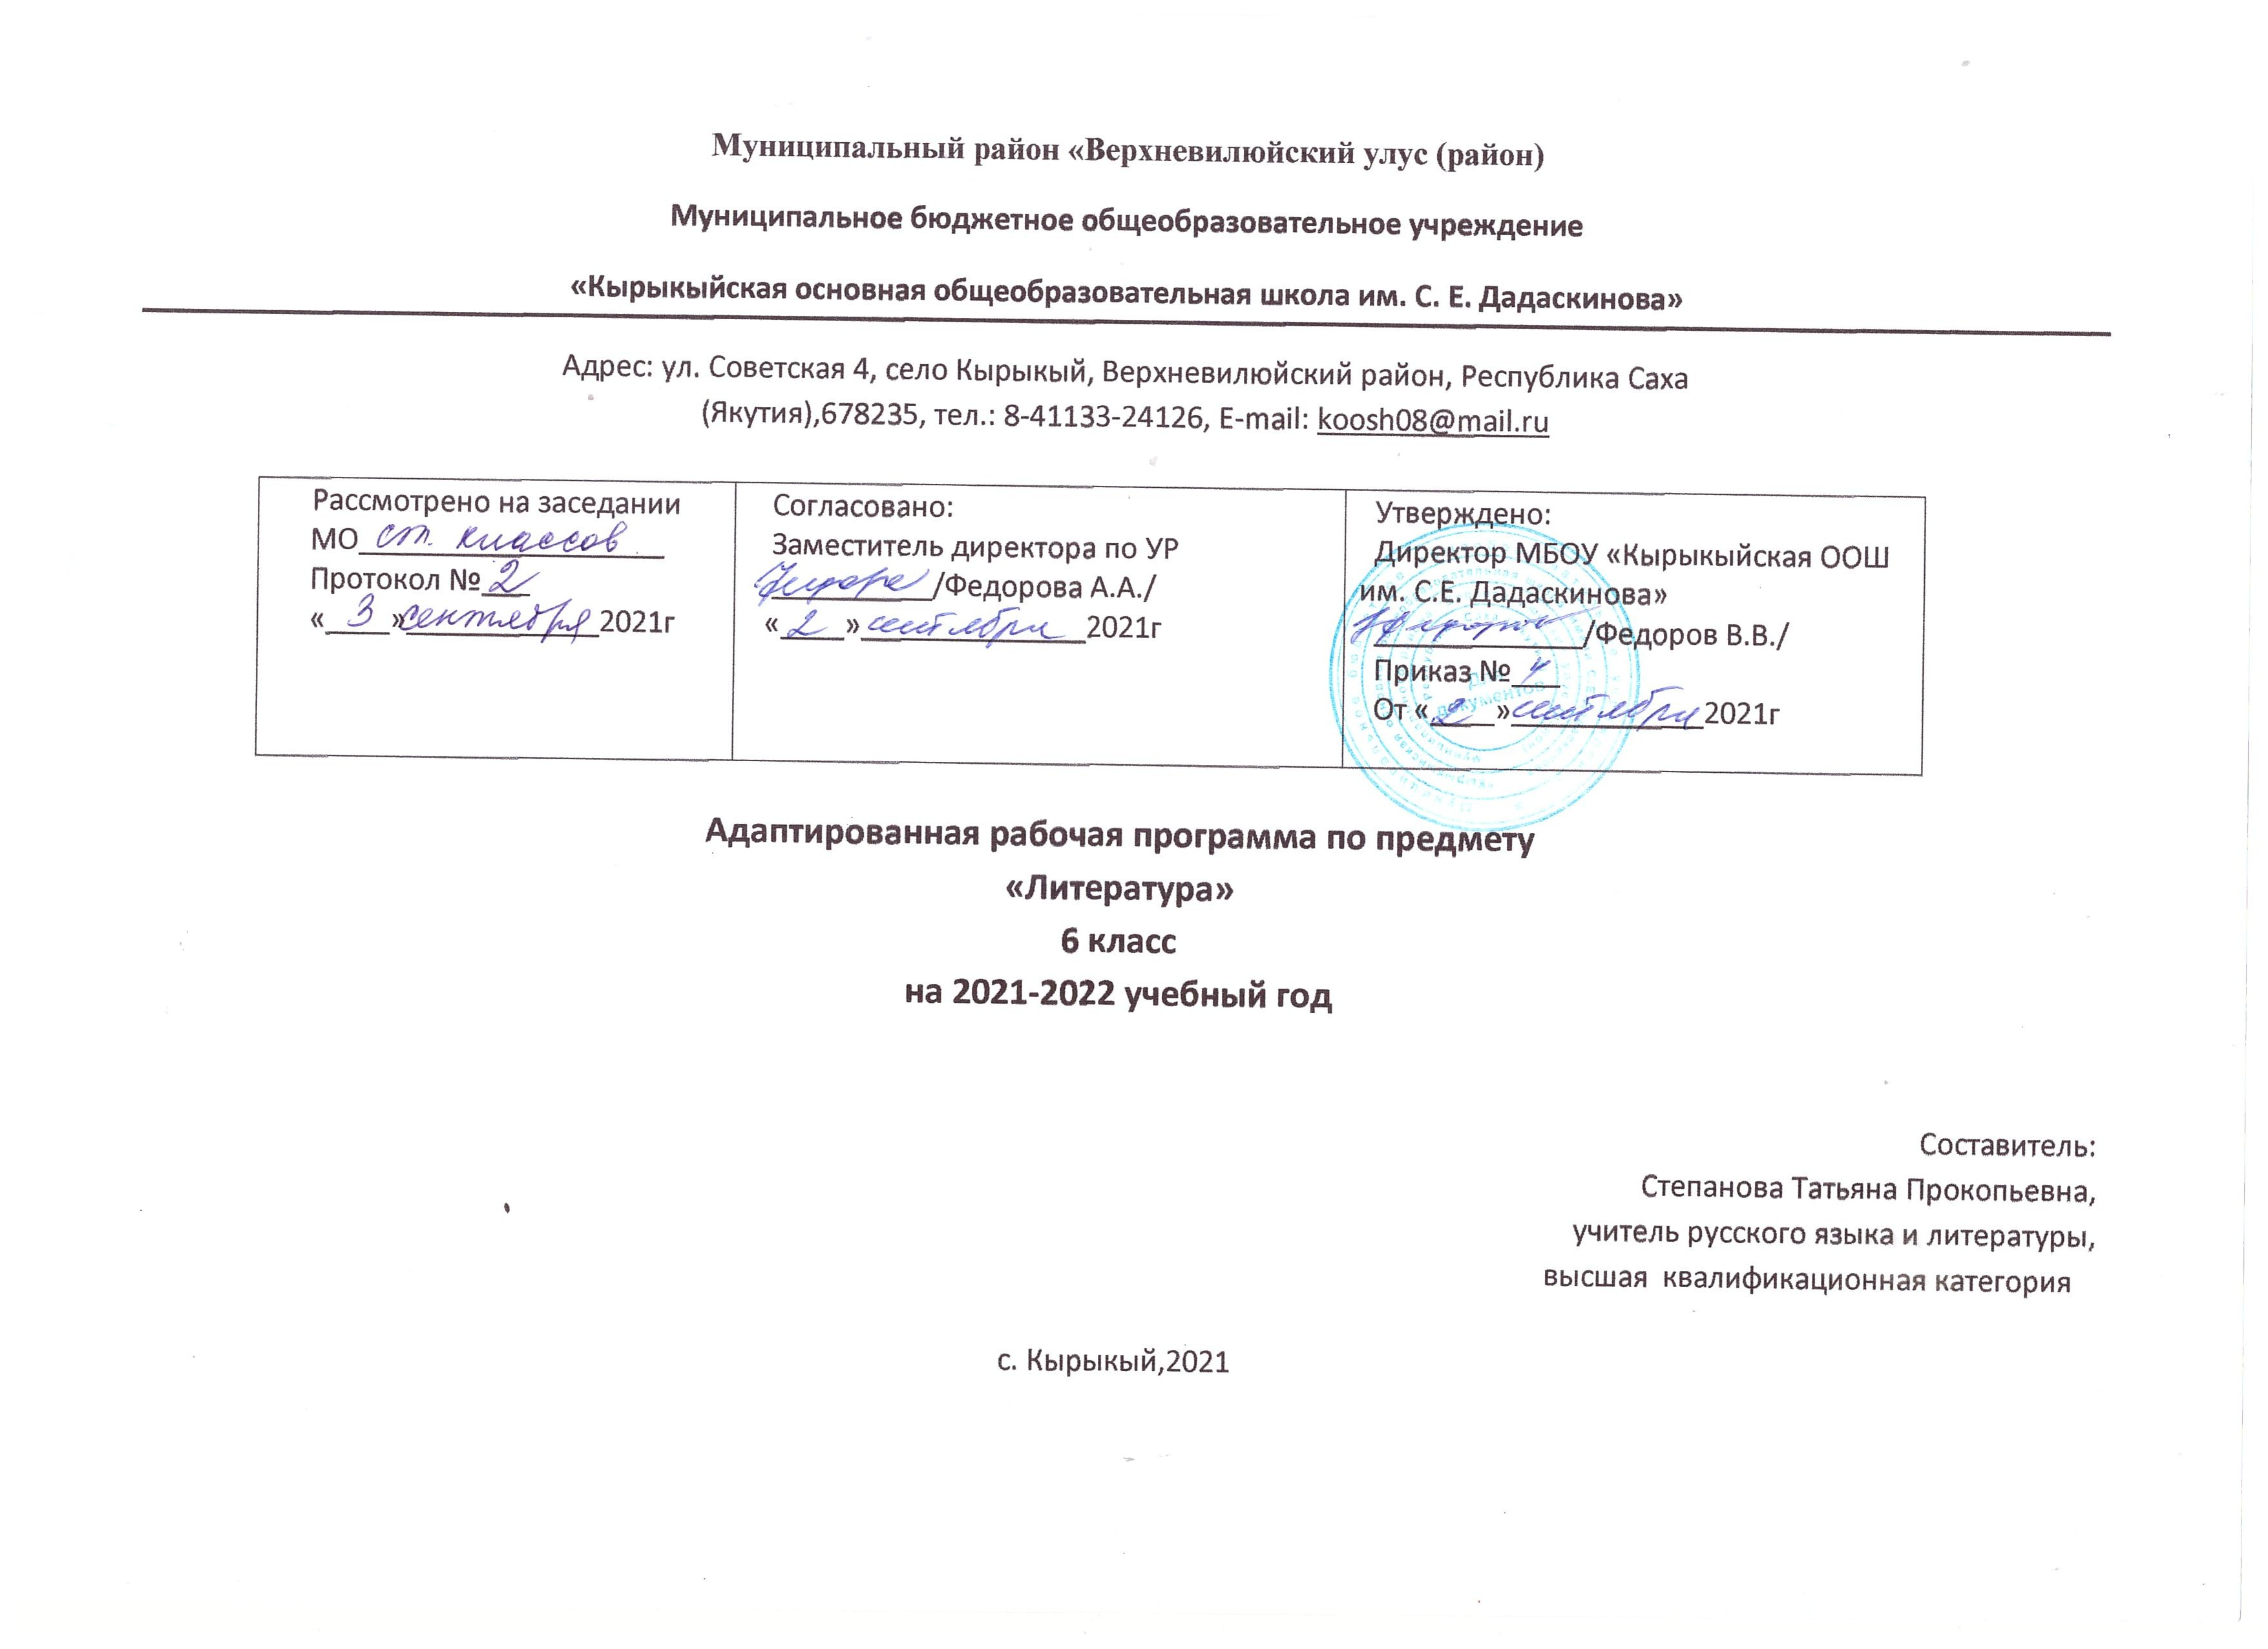 Муниципальный район «Верхневилюйский улус (район)
Муниципальное бюджетное общеобразовательное учреждение
«Кырыкыйская основная общеобразовательная школа им. С. Е. Дадаскинова»
Адрес: ул. Советская 4, село Кырыкый, Верхневилюйский район, Республика Саха
(Якутия),678235, тел.: 8-41133-24126, E-mail: koosh08@mail.ru
Рассмотрено на заседании
МО ст. классов
Протокол № 2
« 3 » сентября 2021г
Согласовано:
Заместитель директора по УР
/Федорова А.А./
« 2 » сентября 2021г
Утверждено:
Директор МБОУ «Кырыкыйская ООШ
им. С.Е. Дадаскинова»
/Федоров В.В./
Приказ № 4
От « 2 » сентября 2021г
документов
Адаптированная рабочая программа по предмету
«Литература»
6 класс
на 2021-2022 учебный год
Составитель:
Степанова Татьяна Прокопьевна,
учитель русского языка и литературы,
высшая квалификационная категория
с. Кырыкый,2021